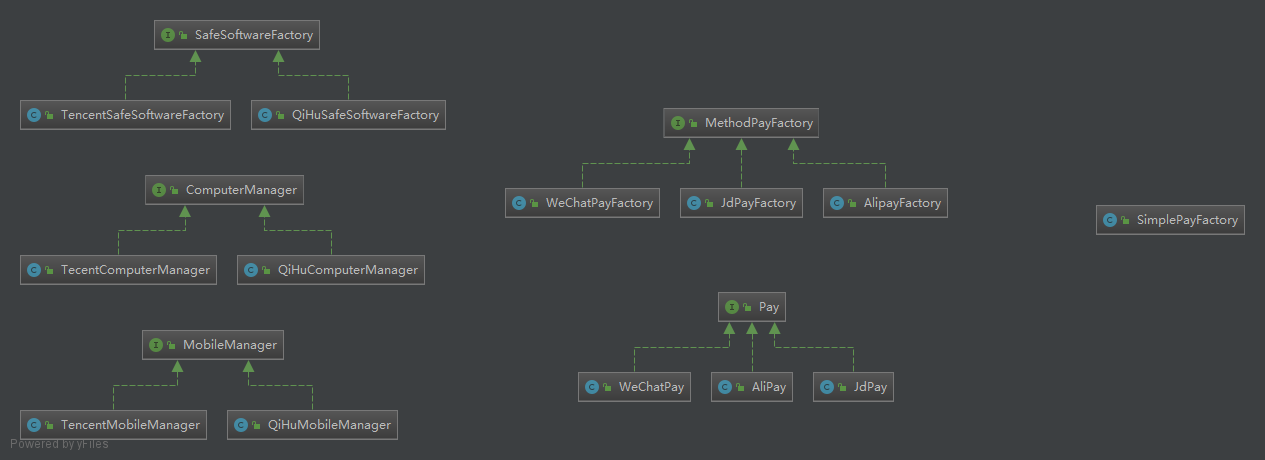 SafeSoftwareFactory
TencentSafeSoftwareFactory
QiHuSafeSoftwareFactory
ComputerManager
TecentComputerManager
QiHuComputerManager
MobileManager
TencentMobileManager
QiHuMobileManager
MethodPayFactory
WeChatPayFactory
JdPayFactory
AlipayFactory
Pay
WeChatPay
AliPay
JdPay
SimplePayFactory
Powered by yFiles